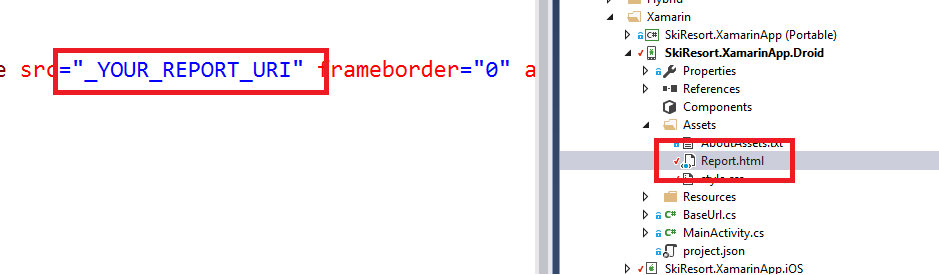 Hybrid
Xamarin
SkiResort.XamarinApp (Portable)
e src="_YOUR_REPORT_URI" frameborder="0" a
SkiResort.XamarinApp.Droid
Properties
References
Components
Assets
AboutAssets.txt
Report.html
style.css
Resources
C# BaseUrl.cs
C# MainActivity.cs
project.json
SkiResort.XamarinApp.iOS